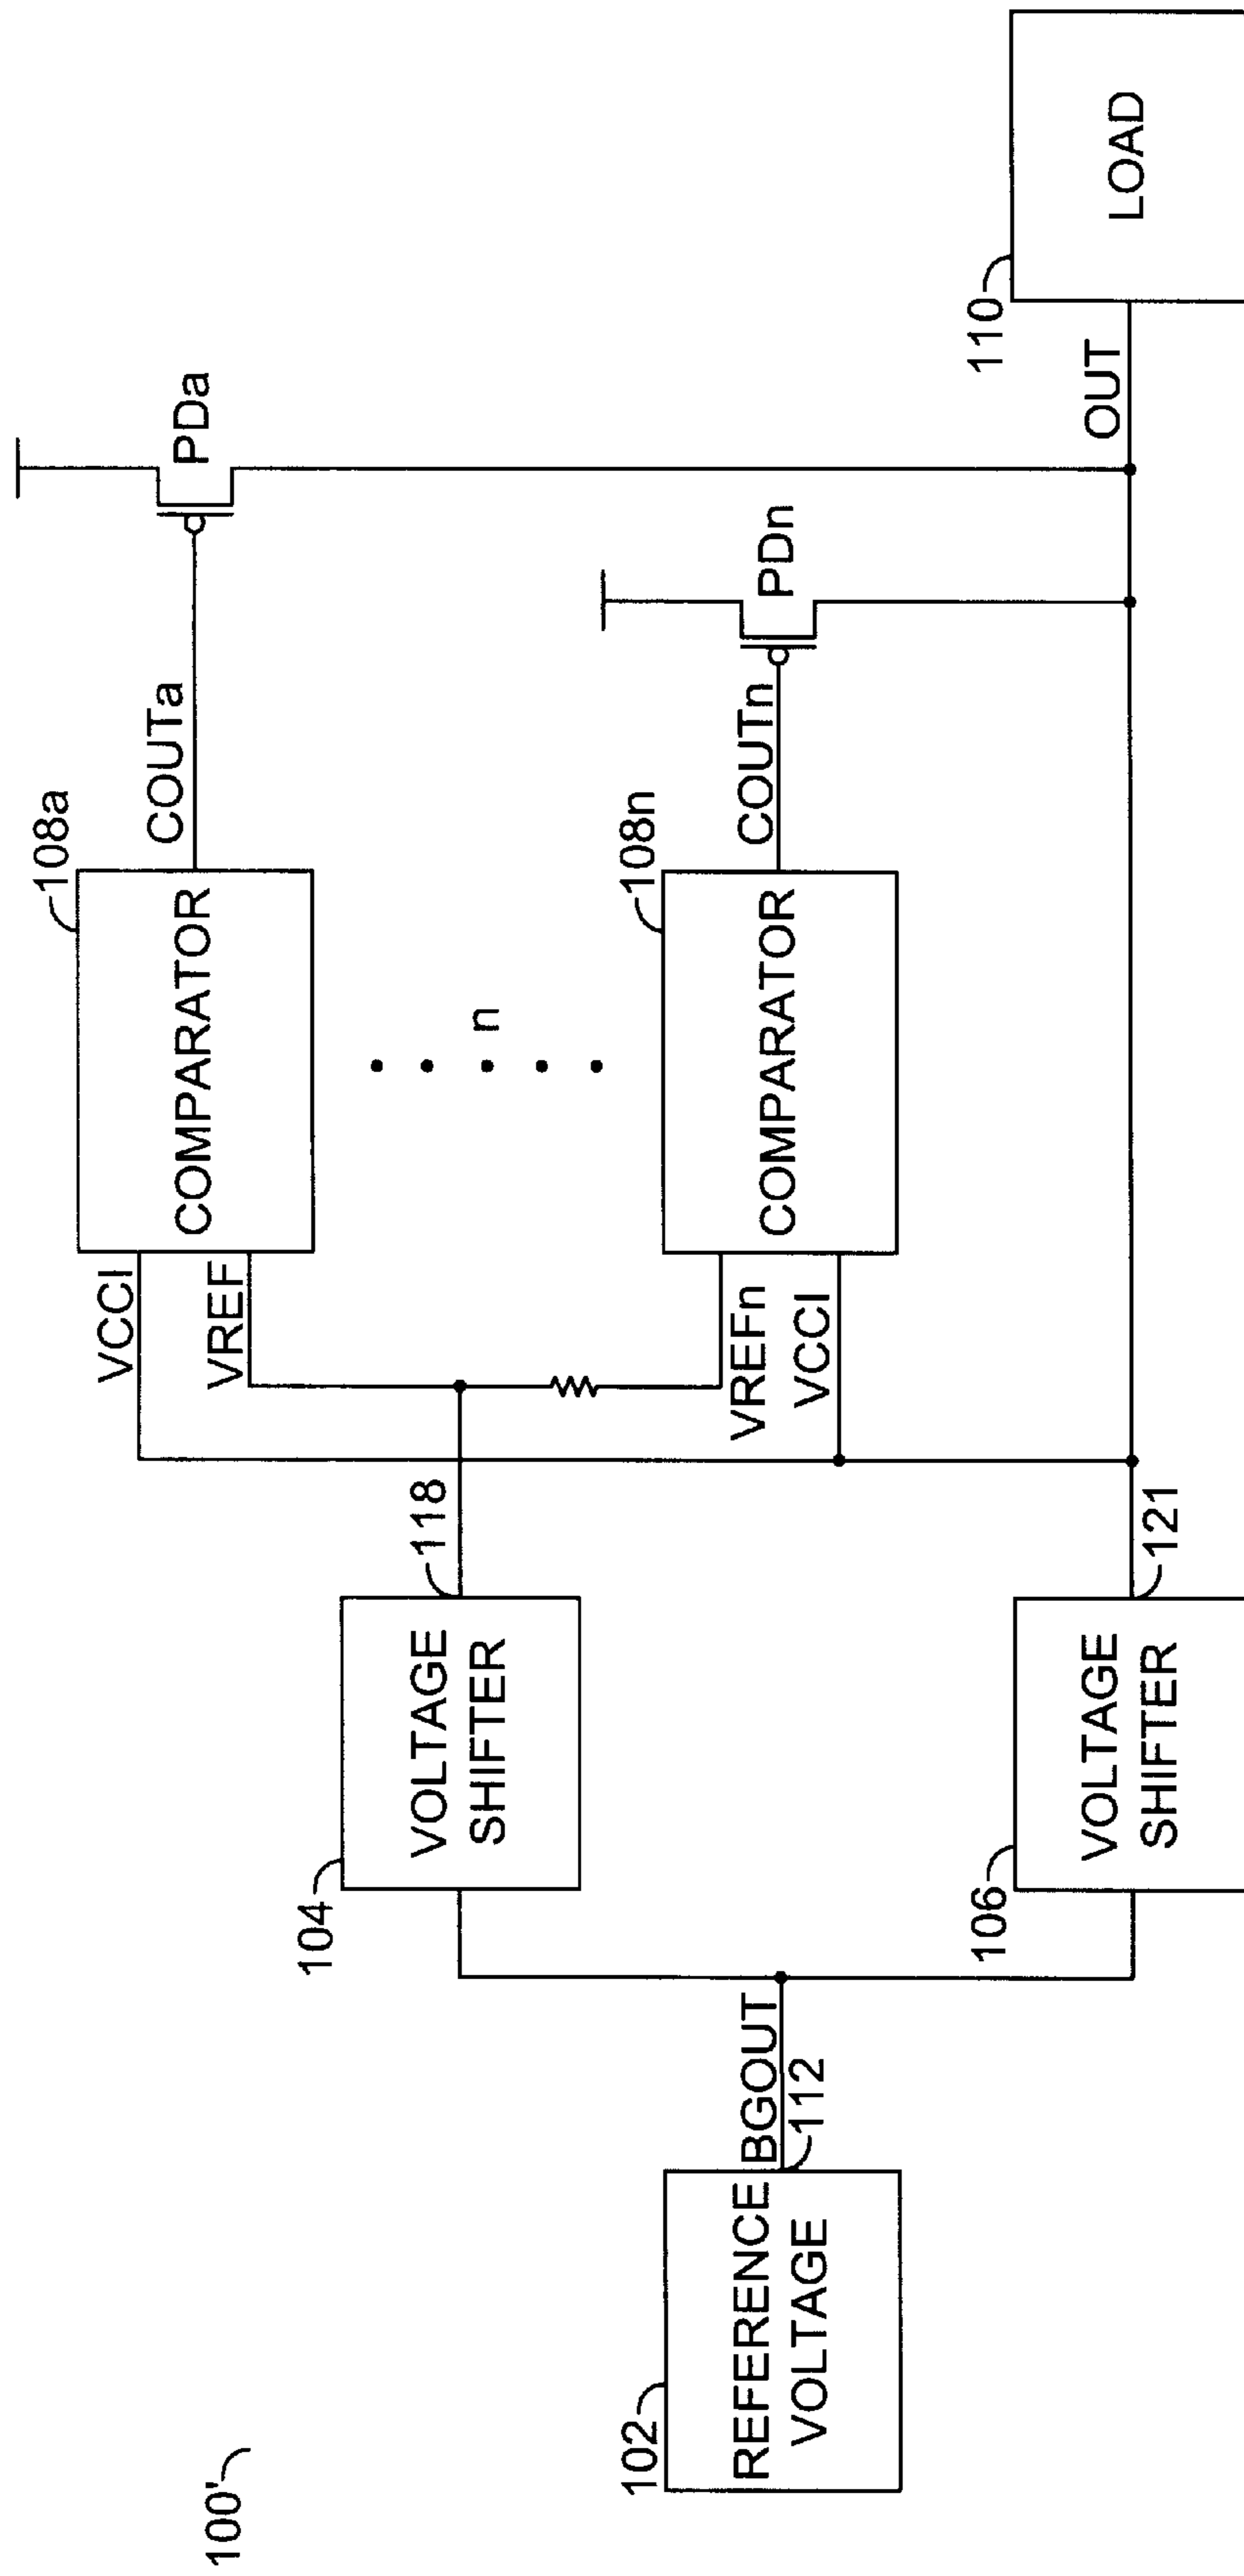 100'
102
REFERENCE
VOLTAGE
BGOUT
112
104
VOLTAGE
SHIFTER
118
106
VOLTAGE
SHIFTER
121
VCCI
VREF
108a
COMPARATOR
COUTa
PDa
n
VREFn
VCCI
108n
COMPARATOR
COUTn
PDn
OUT
110
LOAD